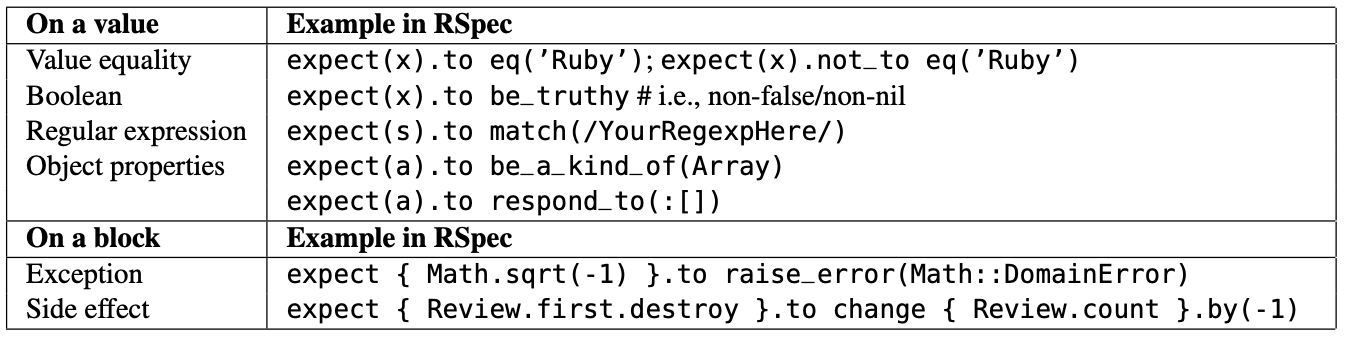 On a value Example in RSpec
Value equality expect(x).to eq(’Ruby’); expect(x).not_to eq(’Ruby’)
Boolean expect(x).to be_truthy # i.e., non-false/non-nil
Regular expression expect(s).to match(/YourRegexpHere/)
Object properties expect(a).to be_a_kind_of(Array)
expect(a).to respond_to(:[])
On a block Example in RSpec
Exception expect { Math.sqrt(-1) }.to raise_error(Math::DomainError)
Side effect expect { Review.first.destroy }.to change { Review.count }.by(-1)